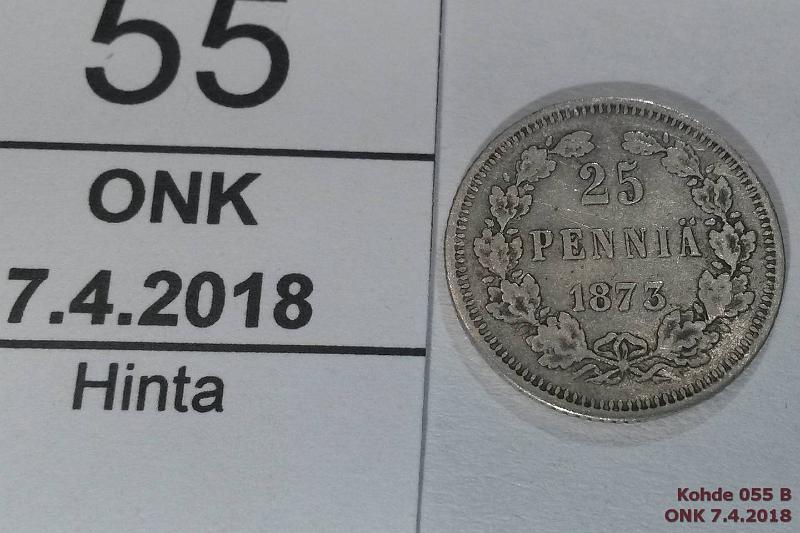 55
ONK
7.4.2018
Hinta
25
PENNIÄ
1873
Kohde 055 B
ONK 7.4.2018